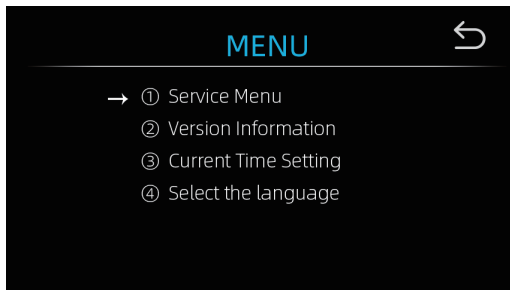 MENU
→ ① Service Menu
② Version Information
③ Current Time Setting
④ Select the language